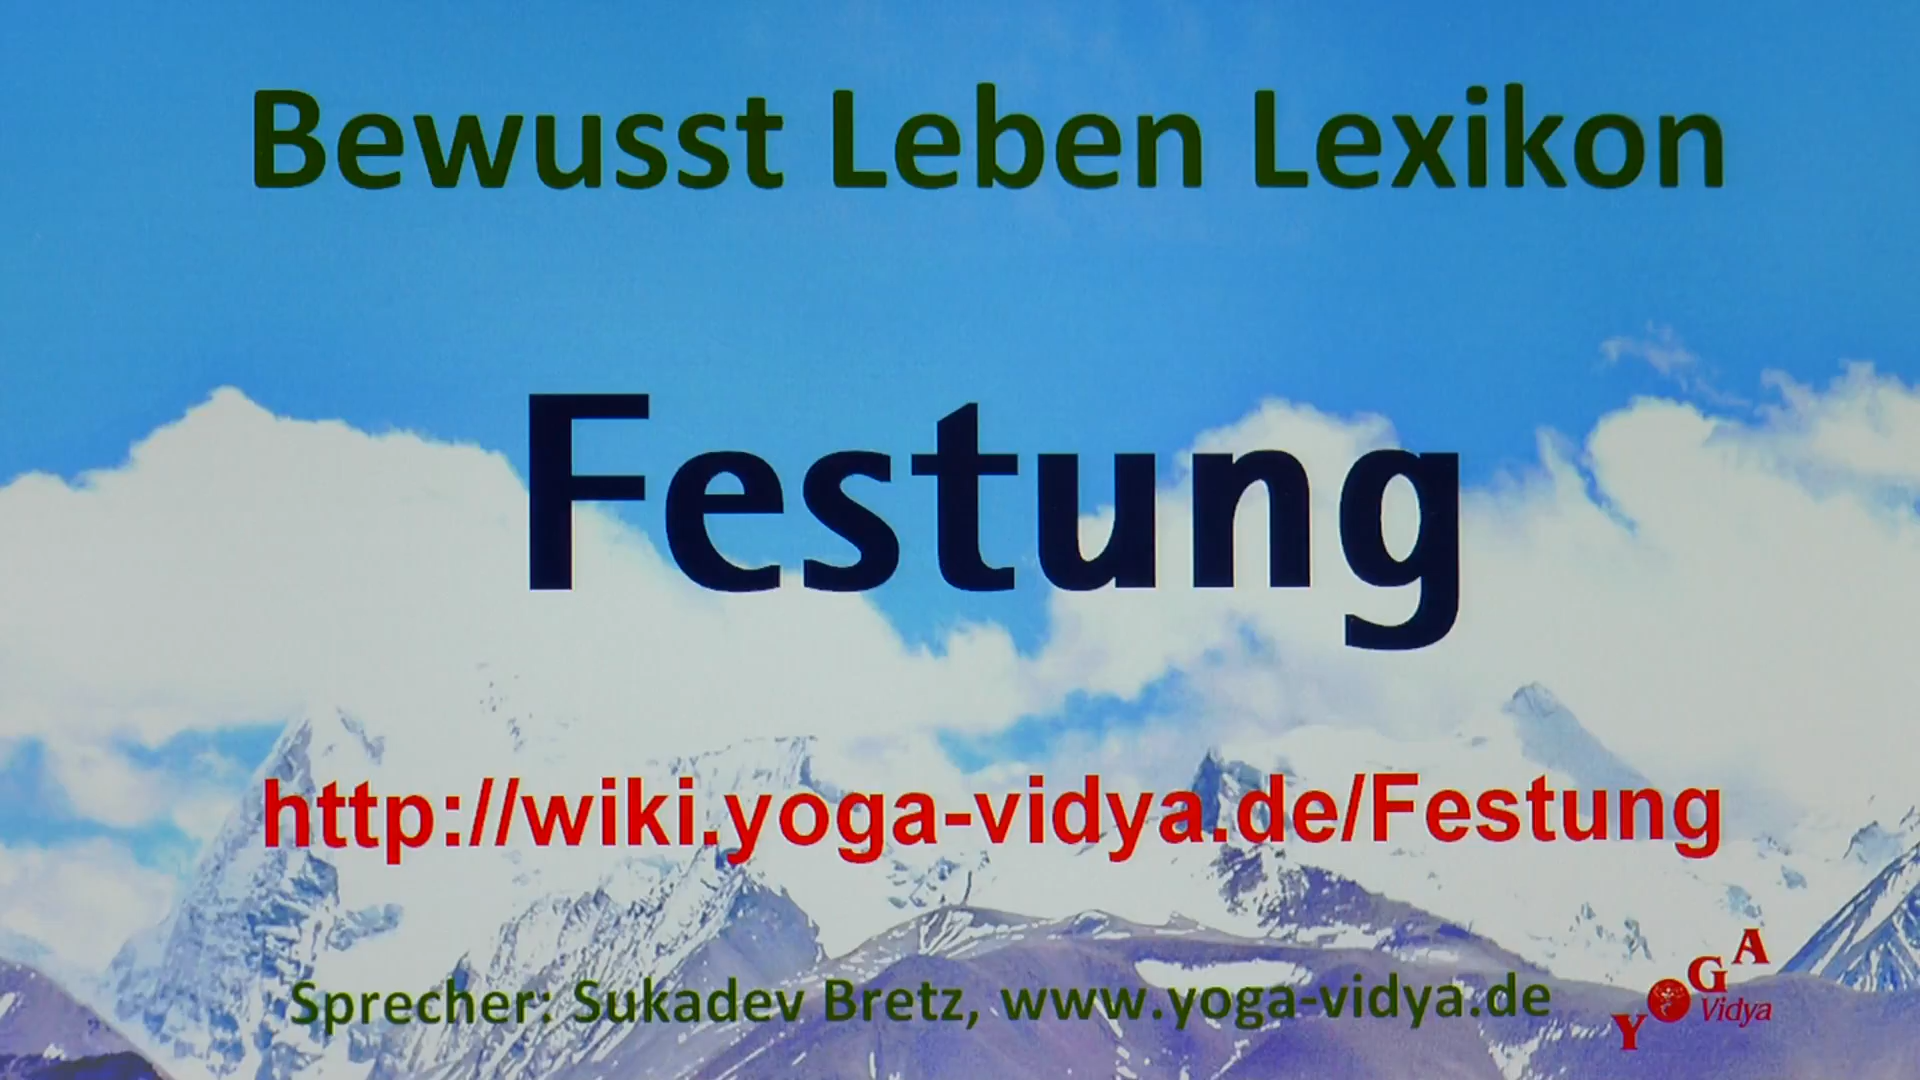 Bewusst Leben Lexikon
Festung
http://wiki.yoga-vidya.de/Festung
Sprecher: Sukadev Bretz, www.yoga-vidya.de
YOGA
Vidya